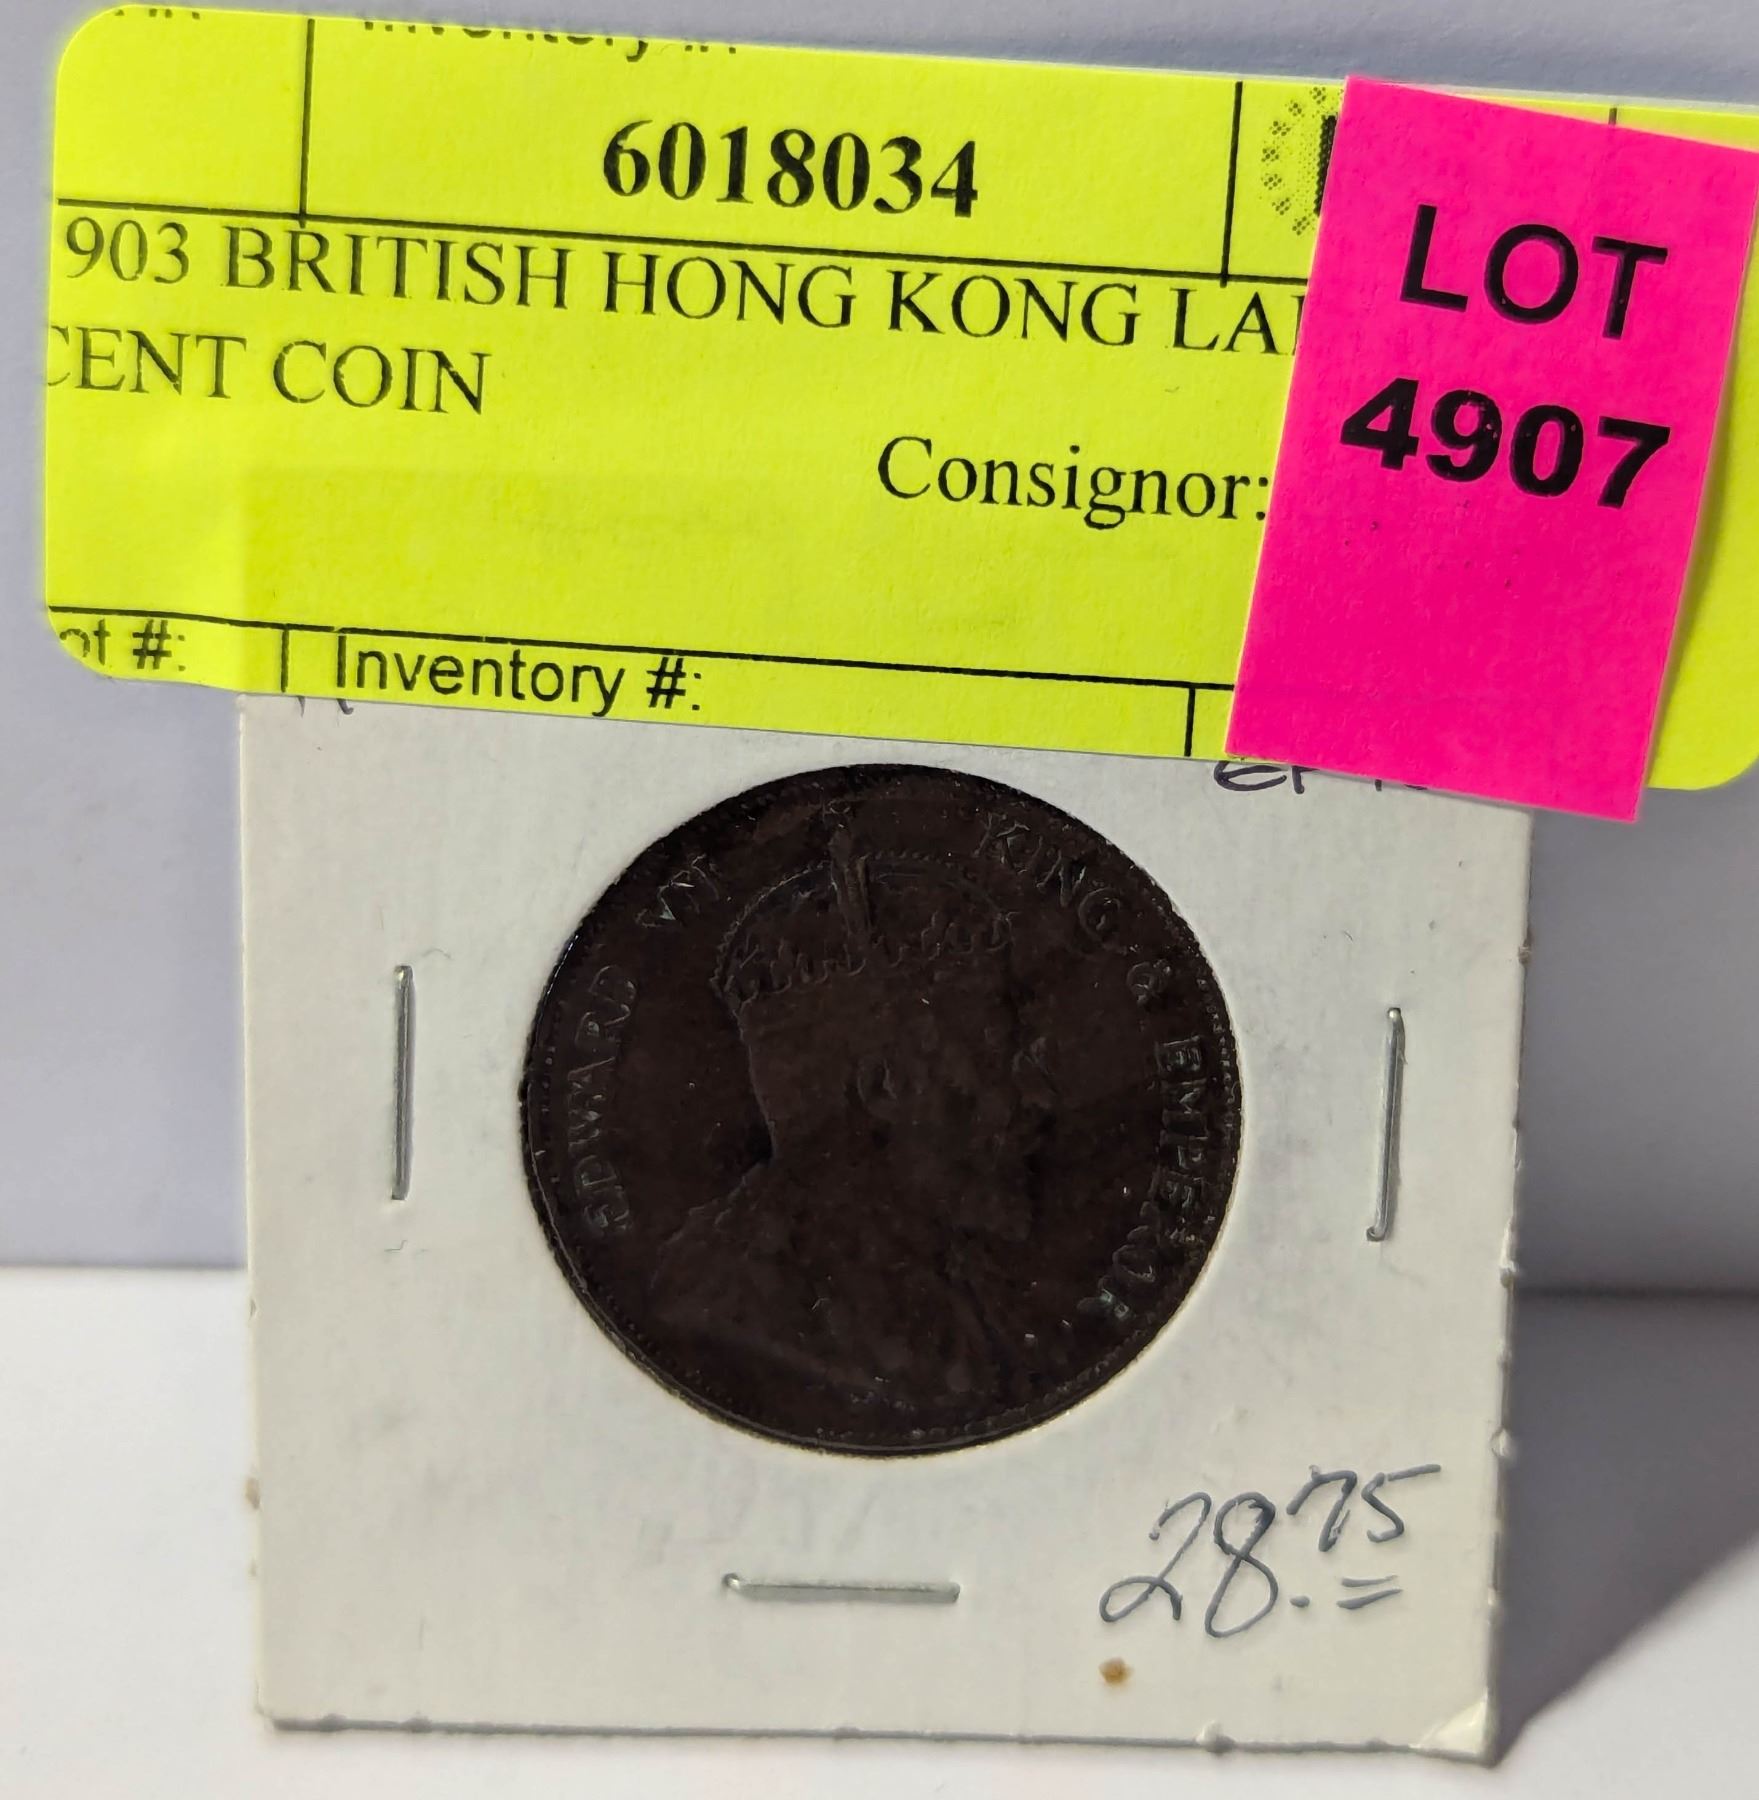 6018034
903 BRITISH HONG KONG LA
CENT COIN
Consignor:
LOT
4907
ot #:
Inventory #:
EDWARD VII KING & EMPEROR
28.75